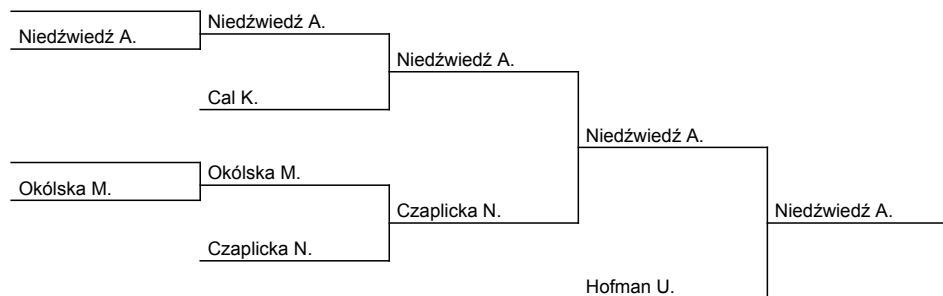 Niedźwiedź A.
Niedźwiedź A.
Niedźwiedź A.
Cal K.
Niedźwiedź A.
Okólska M.
Okólska M.
Czaplicka N.
Niedźwiedź A.
Czaplicka N.
Hofman U.